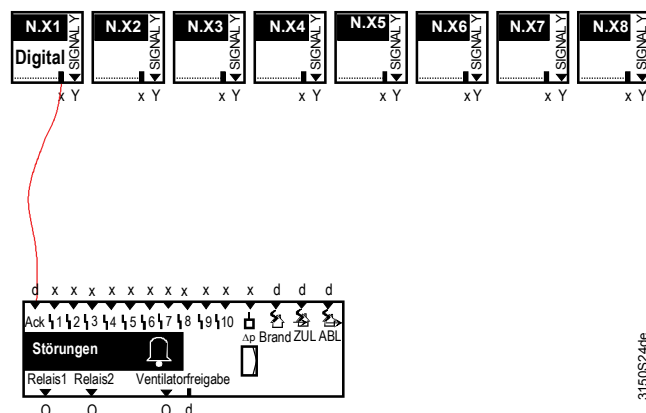 N.X1 N.X2 N.X3 N.X4 N.X5 N.X6 N.X7 N.X8
Digital
SIGNAL Y SIGNAL Y SIGNAL Y SIGNAL Y SIGNAL Y SIGNAL Y SIGNAL Y SIGNAL Y
x Y x Y x Y x Y x Y x Y x Y x Y
d x x x x x x x x x x x d d d
Ack 1 2 3 4 5 6 7 8 9 10
Δp Brand ZUL ABL
Störungen
Relais1 Relais2 Ventilatorfreigabe
Q Q Q d
3150S24de